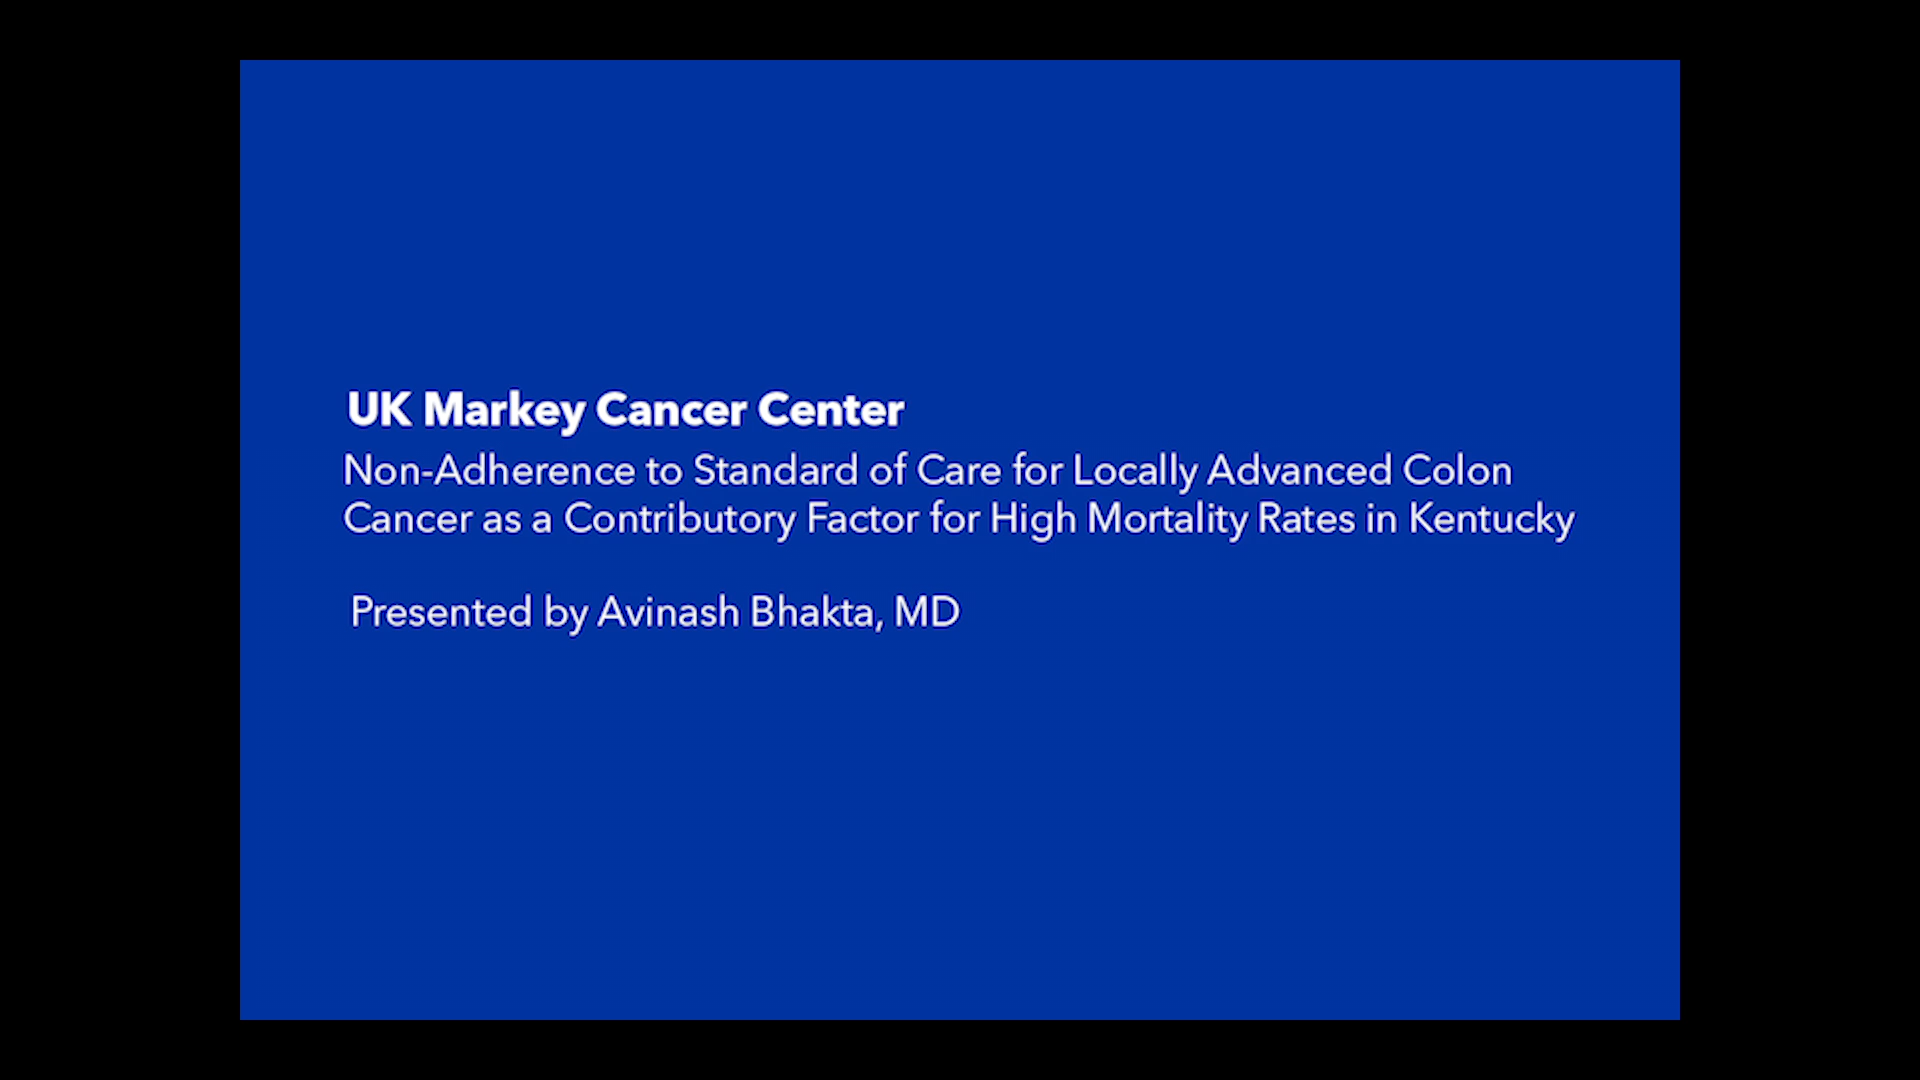 UK Markey Cancer Center
Non-Adherence to Standard of Care for Locally Advanced Colon
Cancer as a Contributory Factor for High Mortality Rates in Kentucky
Presented by Avinash Bhakta, MD